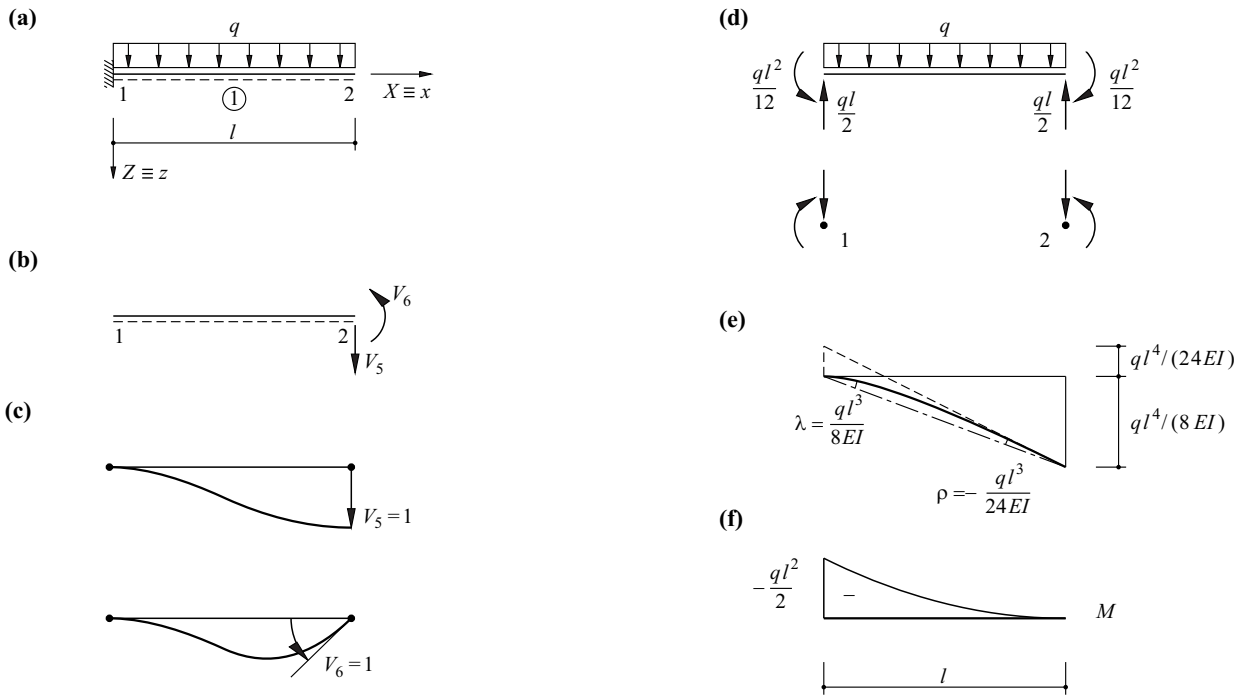 (a)
q
1 ① 2
X ≡ x
l
Z ≡ z
(b)
1 2
V₆
V₅
(c)
V₅ = 1
V₆ = 1
(d)
q
ql²/12 ql/2 ql/2 ql²/12
1 2
(e)
ql⁴/(24EI)
λ = ql³/8EI
ql⁴/(8EI)
ρ = − ql³/24EI
(f)
− ql²/2
−
M
l